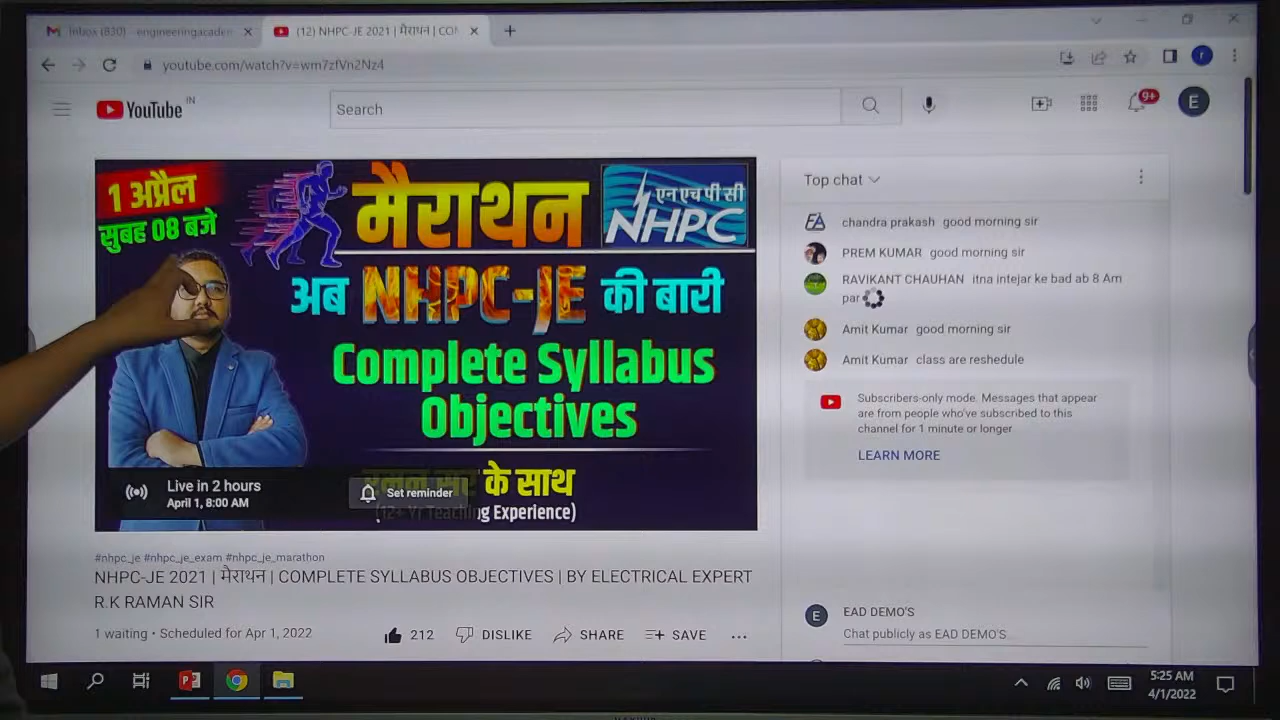 Inbox (830) - engineeringacadem
(12) NHPC-JE 2021 | मैराथन | COM
youtube.com/watch?v=wm7zfVn2Nz4
YouTube IN
Search
9+
E
1 अप्रैल
सुबह 08 बजे
मैराथन
एन एच पी सी
NHPC
अब NHPC-JE की बारी
Complete Syllabus
Objectives
रमन सर के साथ
(12+ Yr Teaching Experience)
Live in 2 hours
April 1, 8:00 AM
Set reminder
#nhpc_je #nhpc_je_exam #nhpc_je_marathon
NHPC-JE 2021 | मैराथन | COMPLETE SYLLABUS OBJECTIVES | BY ELECTRICAL EXPERT
R.K RAMAN SIR
1 waiting • Scheduled for Apr 1, 2022
212 DISLIKE SHARE SAVE
Top chat
chandra prakash good morning sir
PREM KUMAR good morning sir
RAVIKANT CHAUHAN itna intejar ke bad ab 8 Am
par
Amit Kumar good morning sir
Amit Kumar class are reshedule
Subscribers-only mode. Messages that appear
are from people who've subscribed to this
channel for 1 minute or longer
LEARN MORE
E EAD DEMO'S
Chat publicly as EAD DEMO'S
5:25 AM
4/1/2022